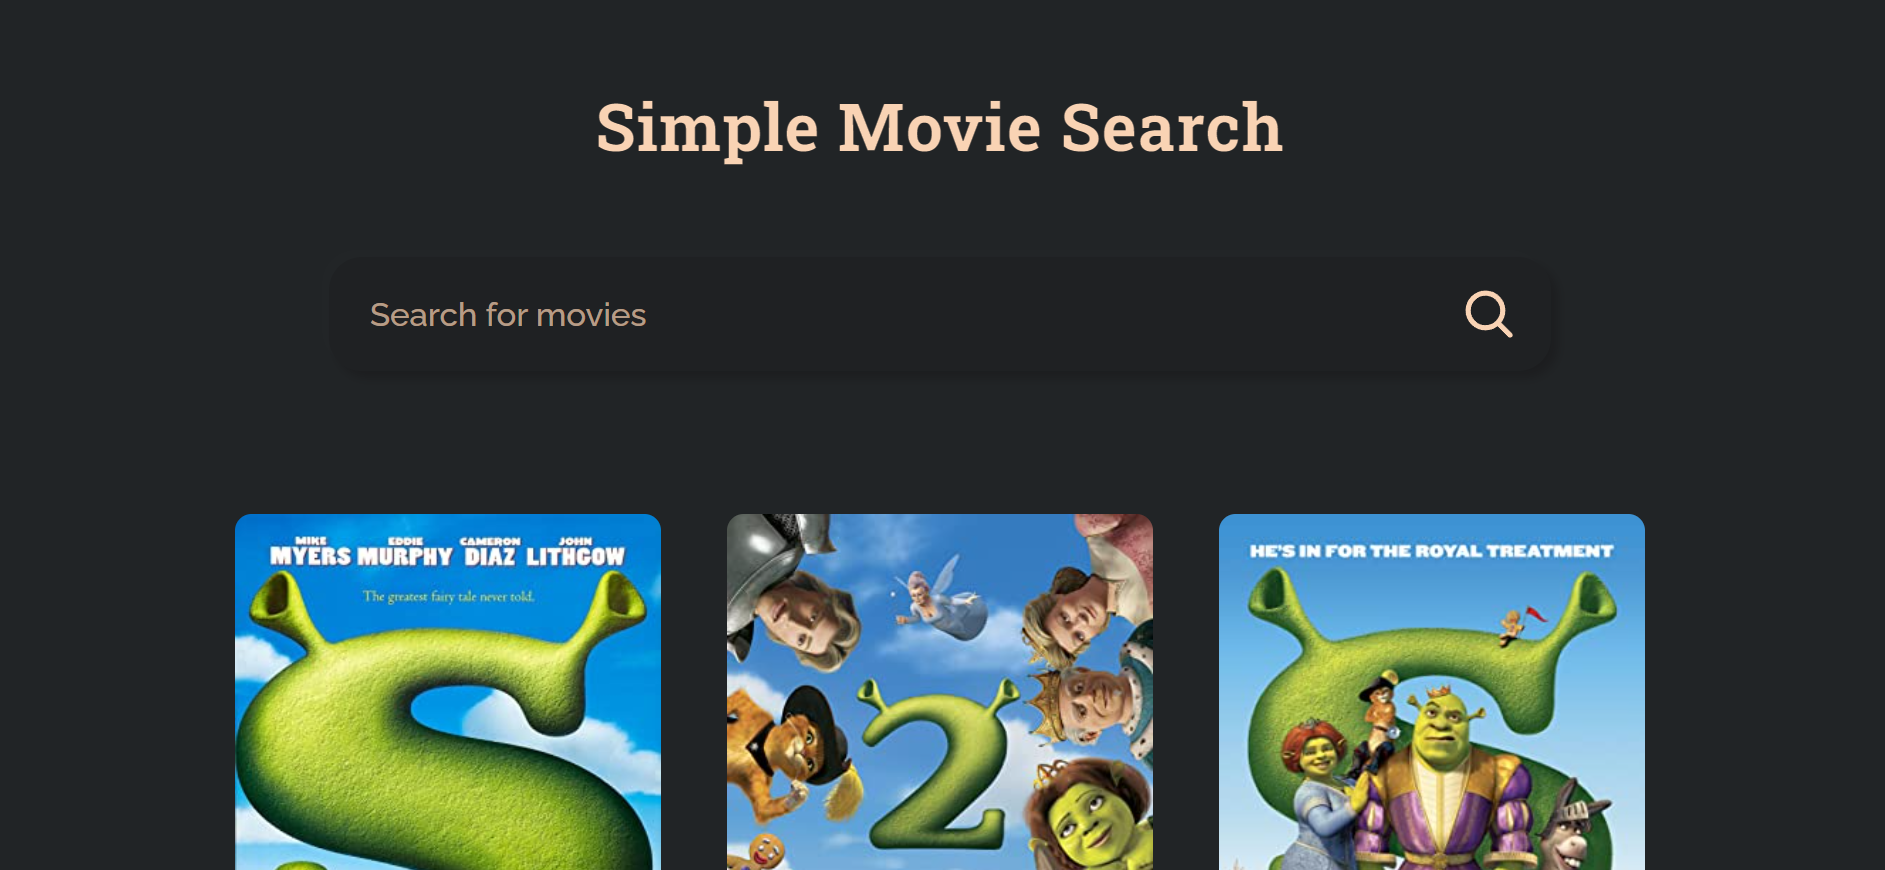 Simple Movie Search
Search for movies
MIKE EDDIE CAMERON JOHN
MYERS MURPHY DIAZ LITHGOW
The greatest fairy tale never told.
2
HE'S IN FOR THE ROYAL TREATMENT